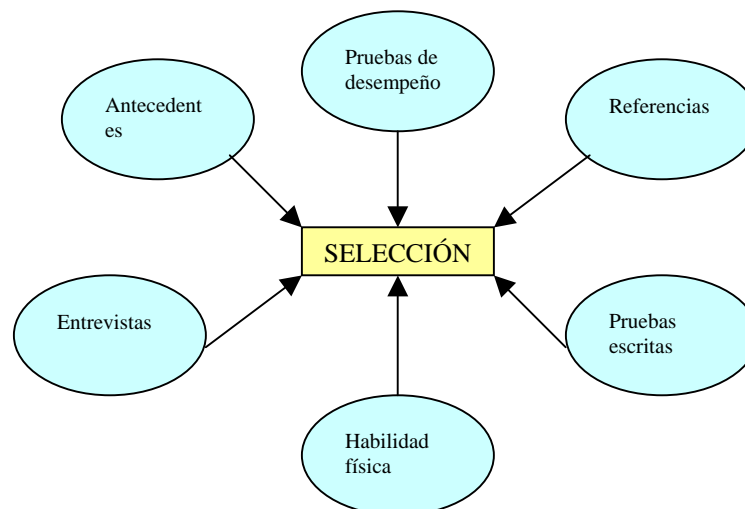 Pruebas de
desempeño
Antecedent
es
Referencias
SELECCIÓN
Entrevistas
Pruebas
escritas
Habilidad
física